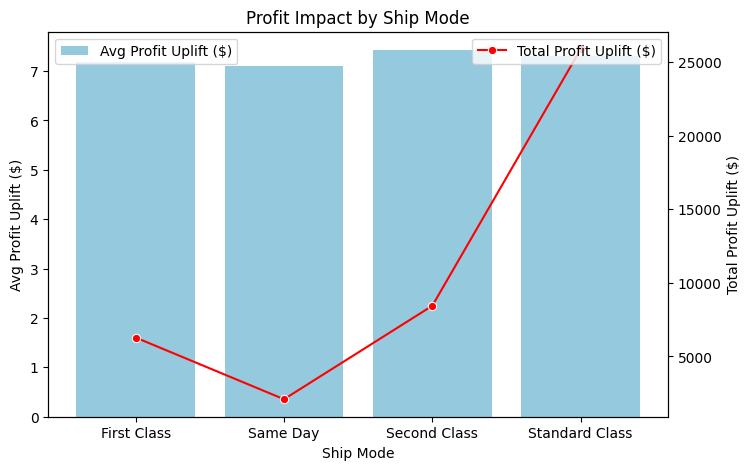 Profit Impact by Ship Mode
Avg Profit Uplift ($)
Total Profit Uplift ($)
7
6
5
4
3
2
1
0
Avg Profit Uplift ($)
25000
20000
15000
10000
5000
Total Profit Uplift ($)
First Class
Same Day
Second Class
Standard Class
Ship Mode